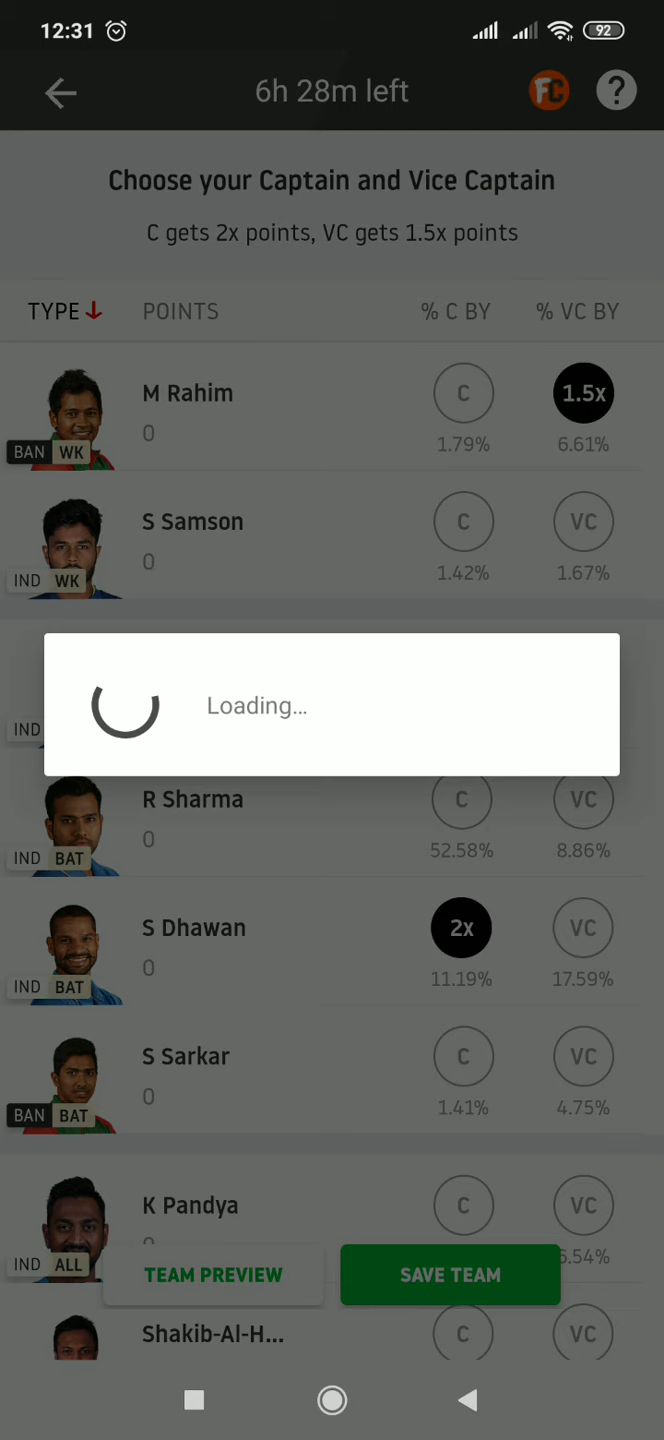 12:31 92
6h 28m left FC ?
Choose your Captain and Vice Captain
C gets 2x points, VC gets 1.5x points
TYPE POINTS % C BY % VC BY
M Rahim C 1.5x
0 1.79% 6.61%
BAN WK
S Samson C VC
0 1.42% 1.67%
IND WK
Loading...
IND
R Sharma C VC
0 52.58% 8.86%
IND BAT
S Dhawan 2x VC
0 11.19% 17.59%
IND BAT
S Sarkar C VC
0 1.41% 4.75%
BAN BAT
K Pandya C VC
IND ALL TEAM PREVIEW SAVE TEAM 6.54%
Shakib-Al-H... C VC